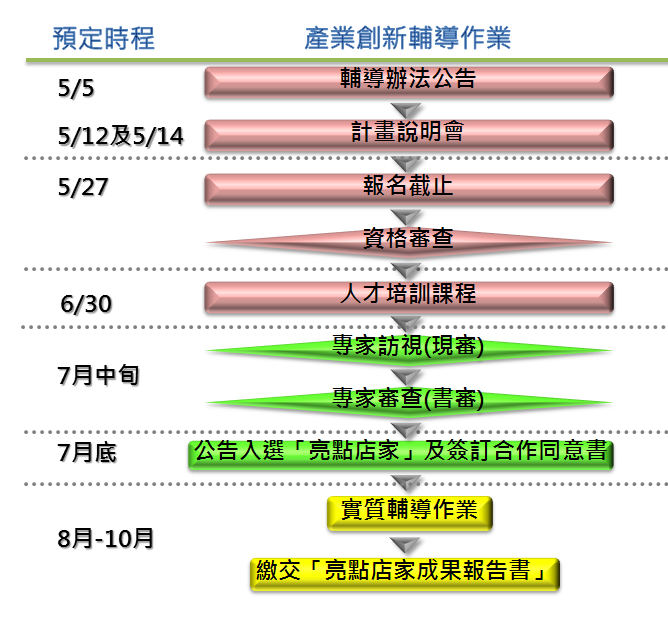 預定時程 產業創新輔導作業
5/5 輔導辦法公告
5/12及5/14 計畫說明會
5/27 報名截止
資格審查
6/30 人才培訓課程
專家訪視(現審)
7月中旬
專家審查(書審)
7月底 公告入選「亮點店家」及簽訂合作同意書
實質輔導作業
8月-10月
繳交「亮點店家成果報告書」